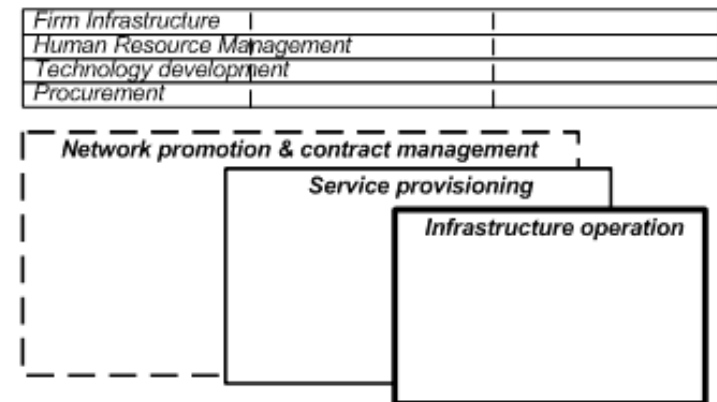 Firm Infrastructure
Human Resource Management
Technology development
Procurement
Network promotion & contract management
Service provisioning
Infrastructure operation